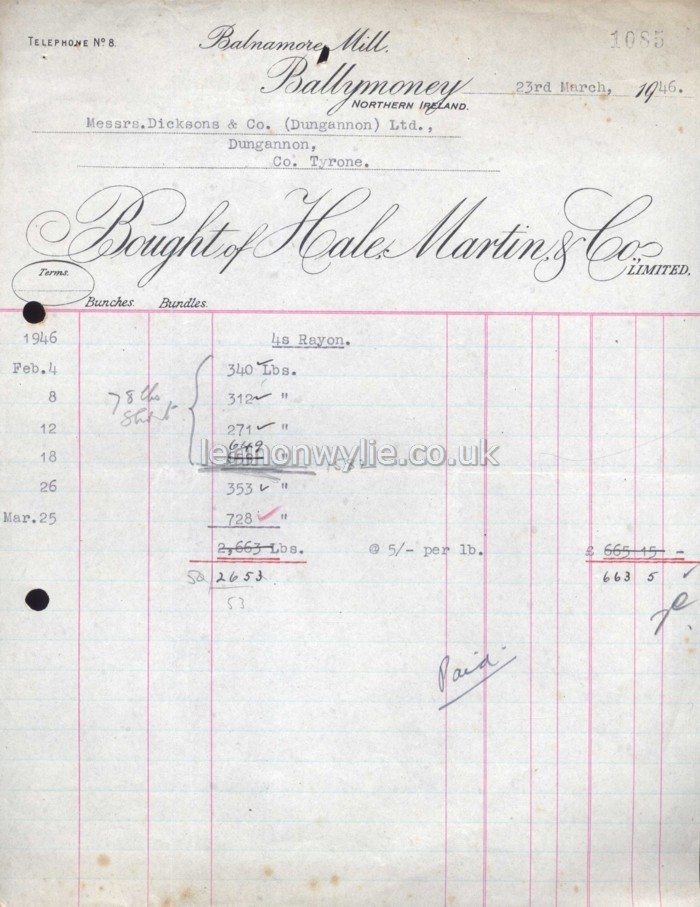 TELEPHONE Nº 8.
Balnamore Mill.
1085
Ballymoney
NORTHERN IRELAND.
23rd March, 1946.
Messrs.Dicksons & Co. (Dungannon) Ltd.,
Dungannon,
Co. Tyrone.
Bought of Hale, Martin, & Co., LIMITED,
Terms.
Bunches. Bundles.
1946 4s Rayon.
Feb.4 340 Lbs.
8 312 "
78 lbs
12 271 "
649
18 "
lennonwylie.co.uk
26 353 "
Mar.25 728 "
2,663 Lbs. @ 5/- per lb. £ 665 15 -
2653 663 5
53
Paid.